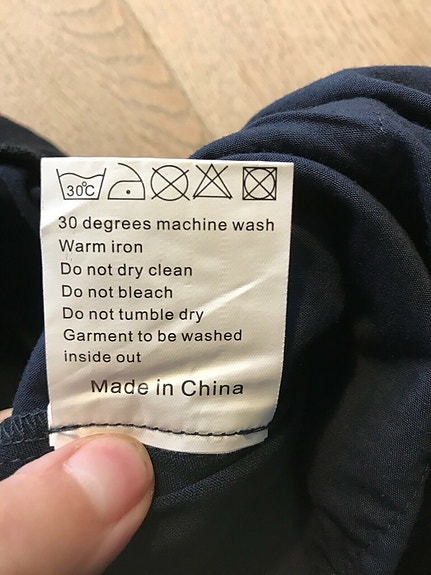 30°C
30 degrees machine wash
Warm iron
Do not dry clean
Do not bleach
Do not tumble dry
Garment to be washed
inside out
Made in China